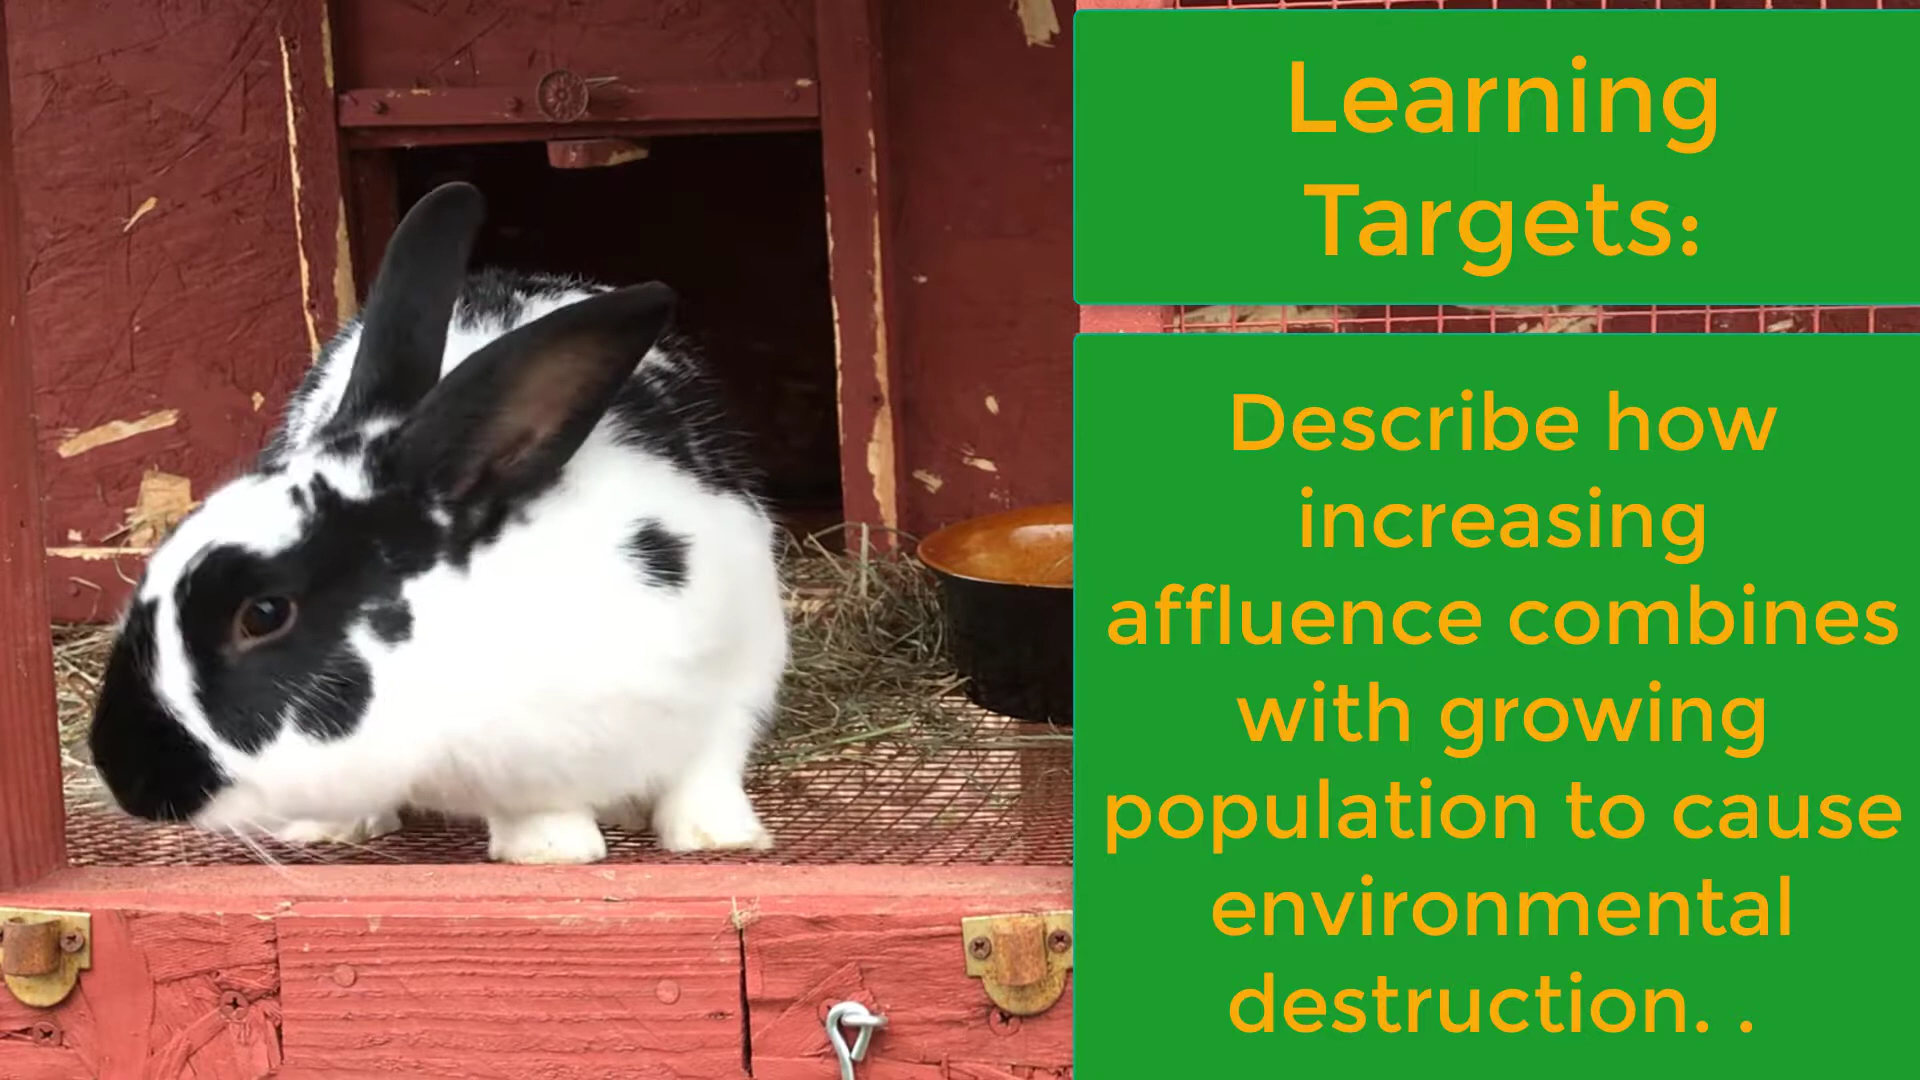 Learning
Targets:
Describe how
increasing
affluence combines
with growing
population to cause
environmental
destruction. .